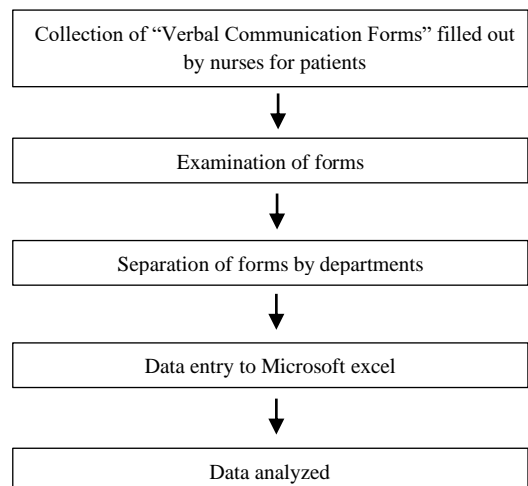 Collection of “Verbal Communication Forms” filled out
by nurses for patients
Examination of forms
Separation of forms by departments
Data entry to Microsoft excel
Data analyzed